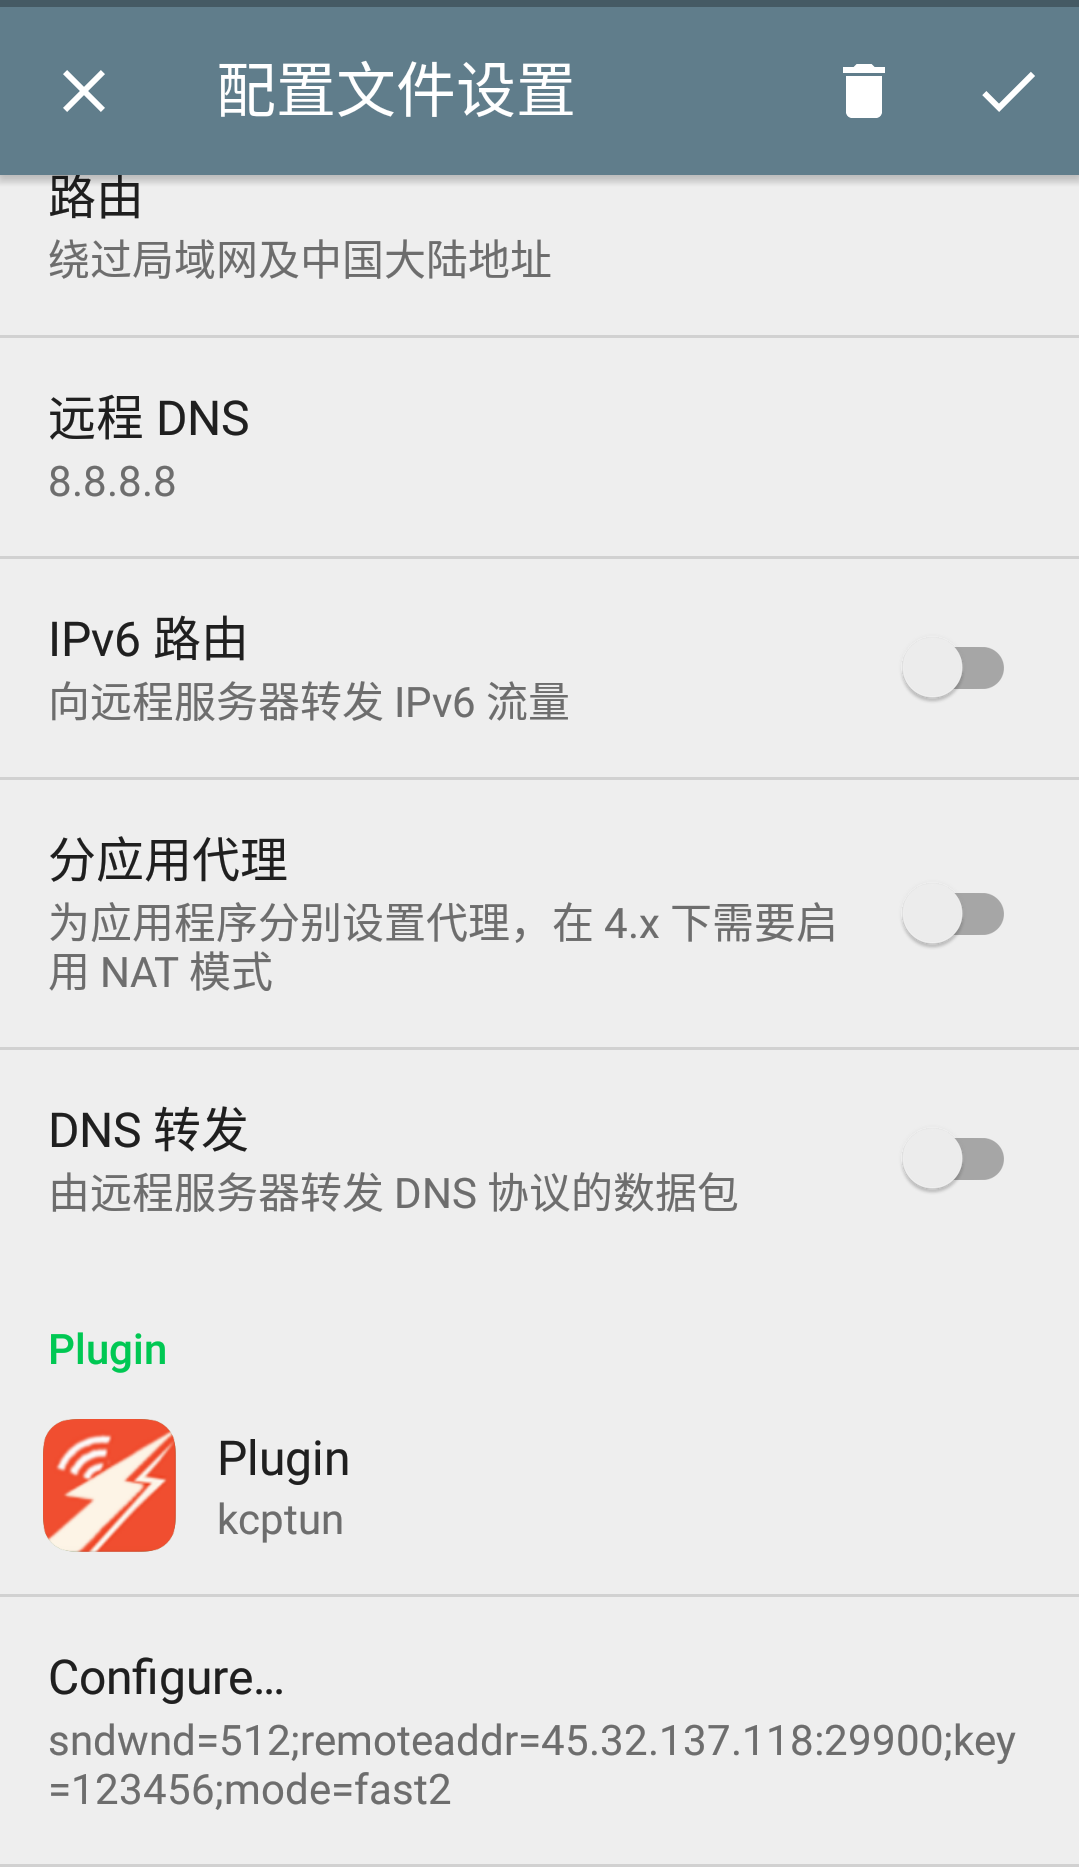 配置文件设置
路由
绕过局域网及中国大陆地址
远程 DNS
8.8.8.8
IPv6 路由
向远程服务器转发 IPv6 流量
分应用代理
为应用程序分别设置代理，在 4.x 下需要启
用 NAT 模式
DNS 转发
由远程服务器转发 DNS 协议的数据包
Plugin
Plugin
kcptun
Configure…
sndwnd=512;remoteaddr=45.32.137.118:29900;key
=123456;mode=fast2